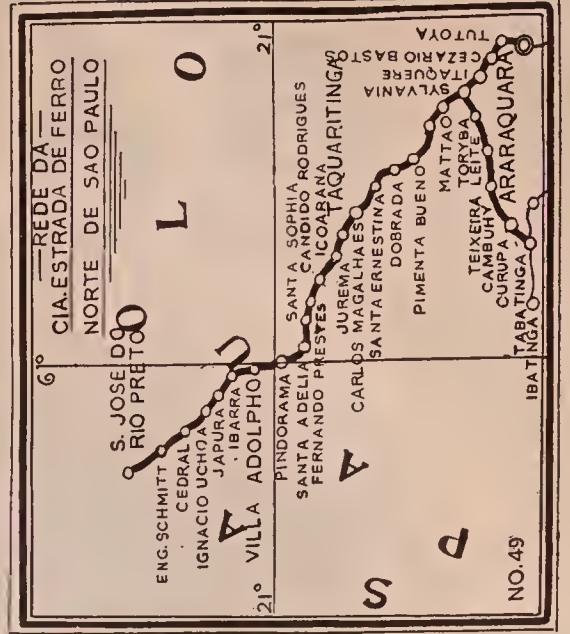 REDE DA
CIA. ESTRADA DE FERRO
NORTE DE SAO PAULO
6°
21°
21°
SAO
PAULO
S. JOSE DO
RIO PRETO
ENG. SCHMITT
CEDRAL
IGNACIO UCHOA
JAPURA
IBARRA
VILLA ADOLPHO
PINDORAMA
SANTA ADELIA
FERNANDO PRESTES
SANTA SOPHIA
CANDIDO RODRIGUES
ICOARANA
TAQUARITINGA
JUREMA
CARLOS MAGALHAES
SANTA ERNESTINA
DOBRADA
PIMENTA BUENO
MATTAO
TORYBA
SYLVANIA
ITAQUERE
CEZARIO BASTOS
TUTOYA
ARARAQUARA
TEIXEIRA LEITE
CAMBUHY
CURUPA
TABATINGA
IBATINGA
NO. 49